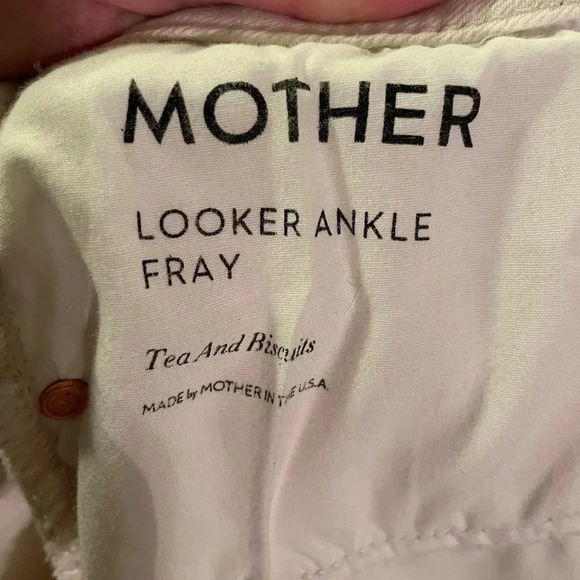 MOTHER
LOOKER ANKLE
FRAY
Tea And Biscuits
MADE by MOTHER IN THE U.S.A.